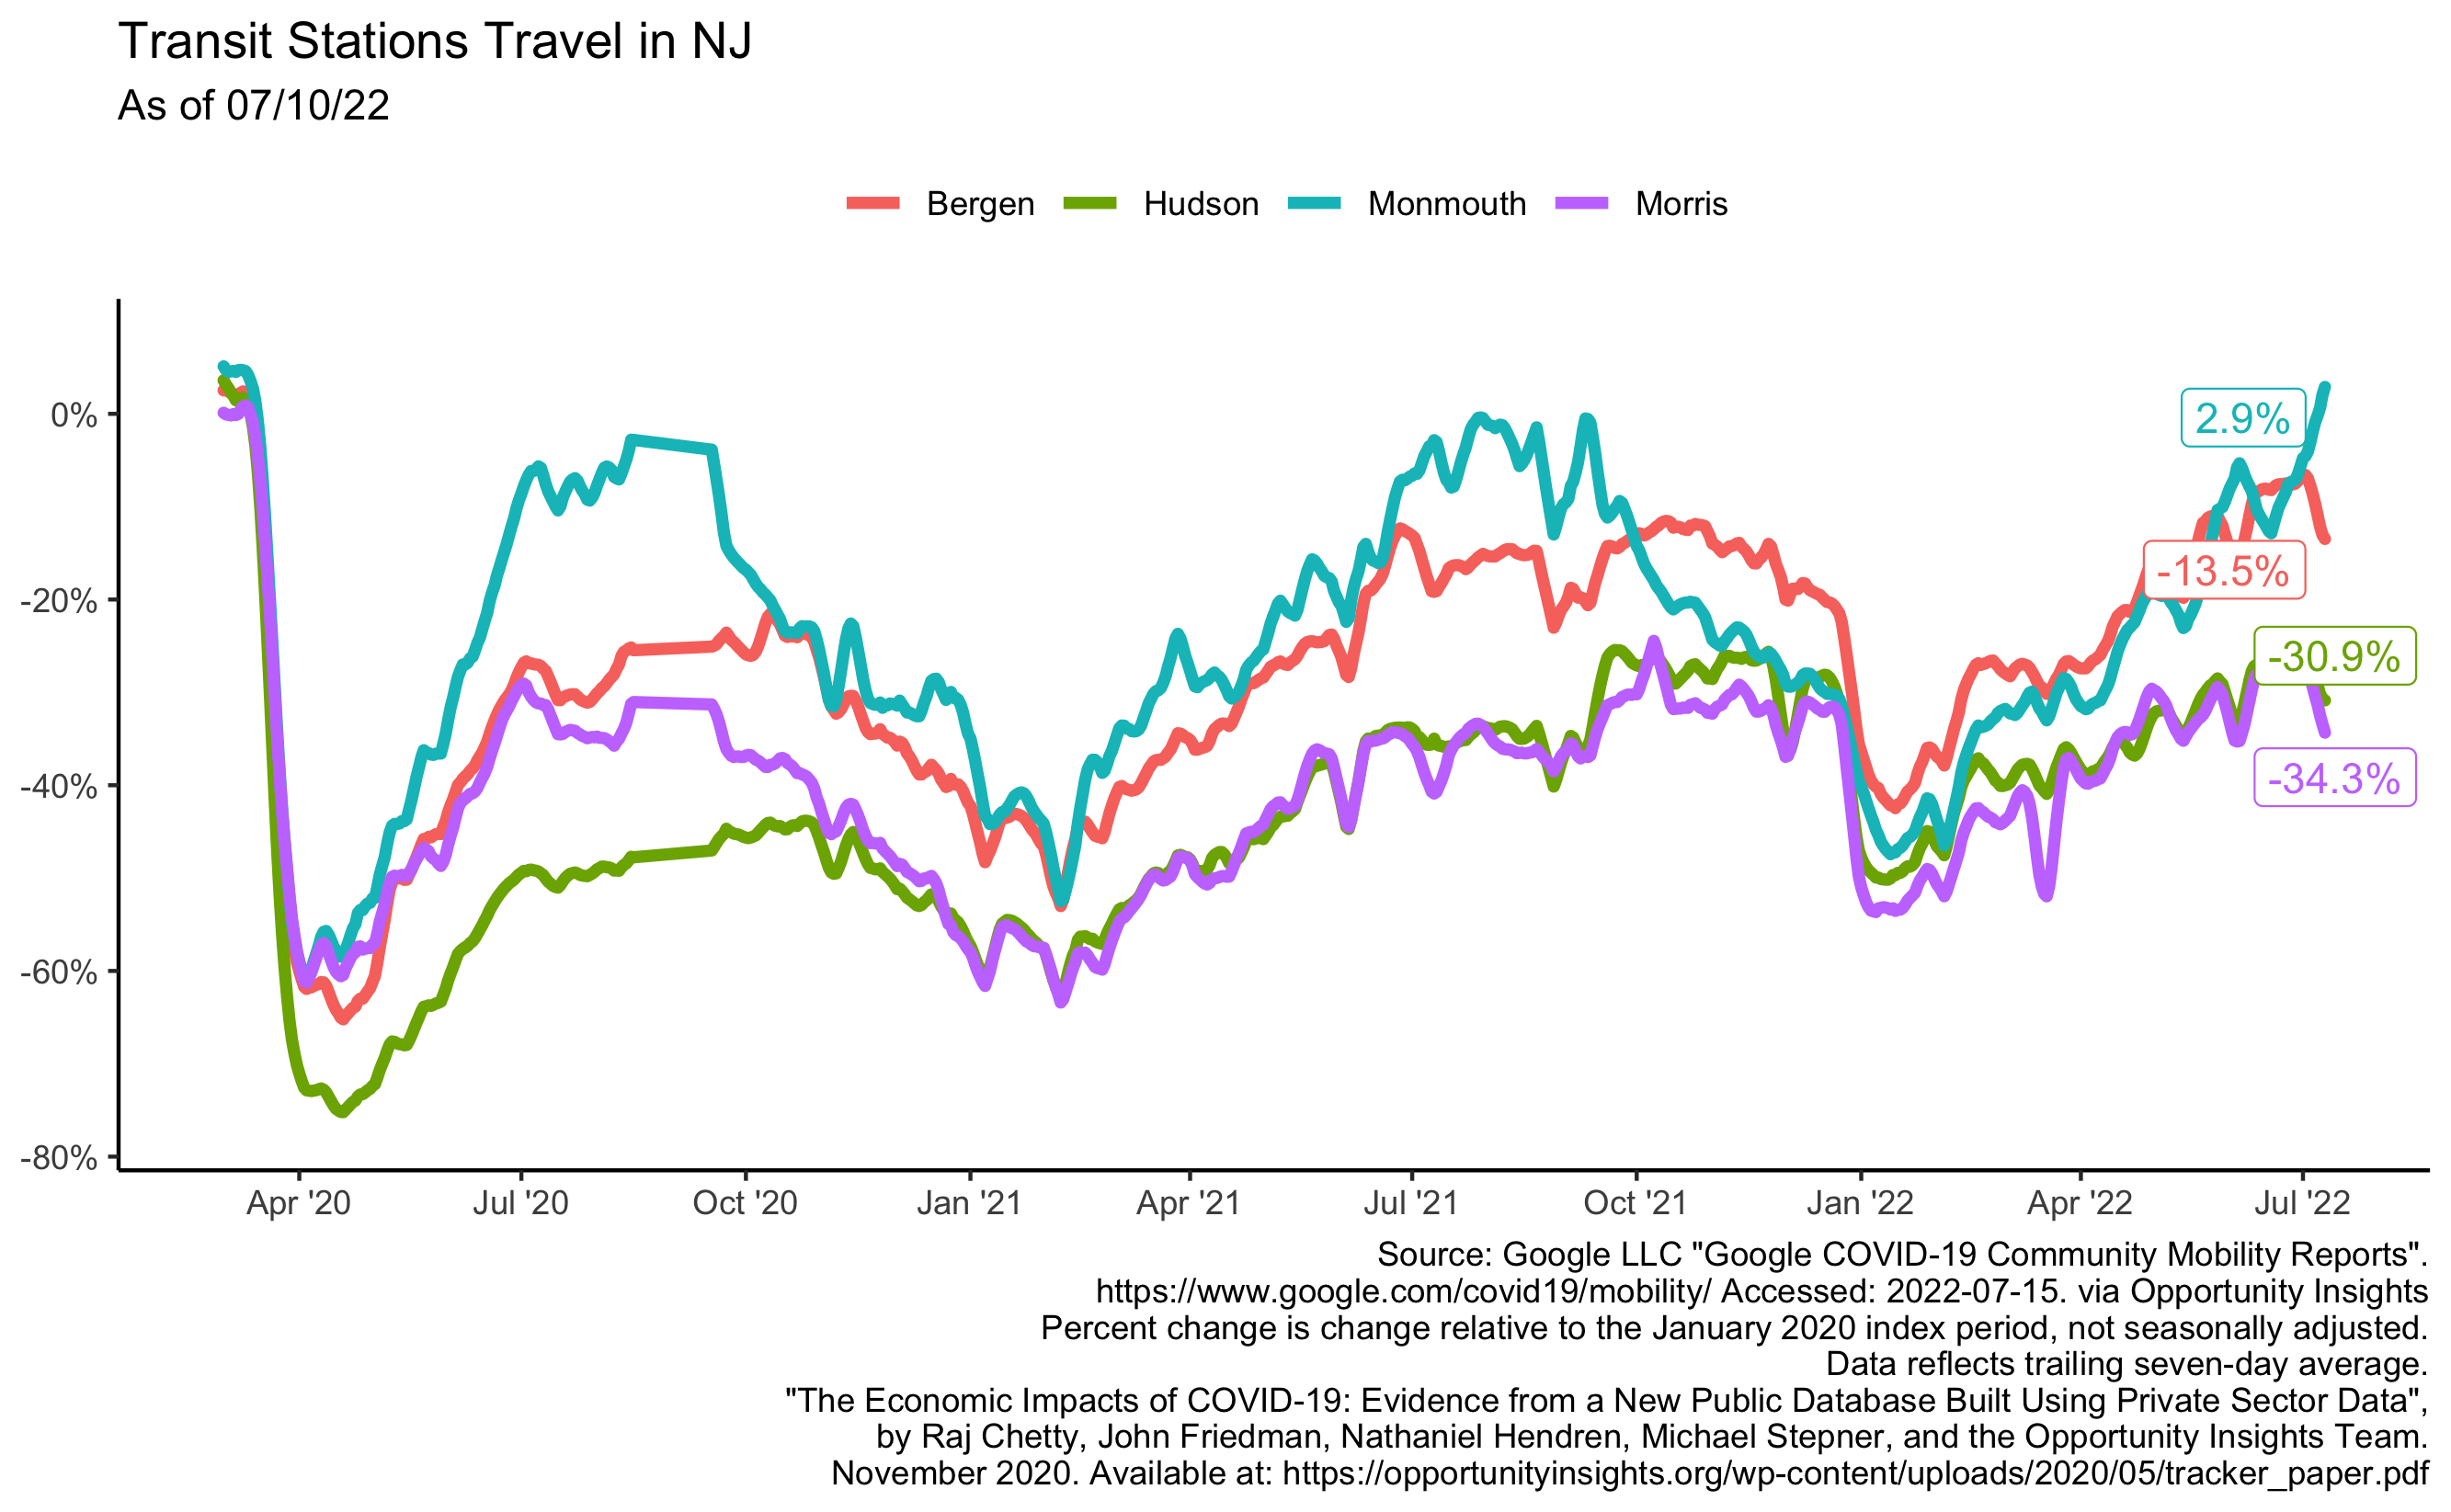 Transit Stations Travel in NJ
As of 07/10/22
Bergen Hudson Monmouth Morris
0%
-20%
-40%
-60%
-80%
2.9%
-13.5%
-30.9%
-34.3%
Apr '20 Jul '20 Oct '20 Jan '21 Apr '21 Jul '21 Oct '21 Jan '22 Apr '22 Jul '22
Source: Google LLC "Google COVID-19 Community Mobility Reports".
https://www.google.com/covid19/mobility/ Accessed: 2022-07-15. via Opportunity Insights
Percent change is change relative to the January 2020 index period, not seasonally adjusted.
Data reflects trailing seven-day average.
"The Economic Impacts of COVID-19: Evidence from a New Public Database Built Using Private Sector Data",
by Raj Chetty, John Friedman, Nathaniel Hendren, Michael Stepner, and the Opportunity Insights Team.
November 2020. Available at: https://opportunityinsights.org/wp-content/uploads/2020/05/tracker_paper.pdf